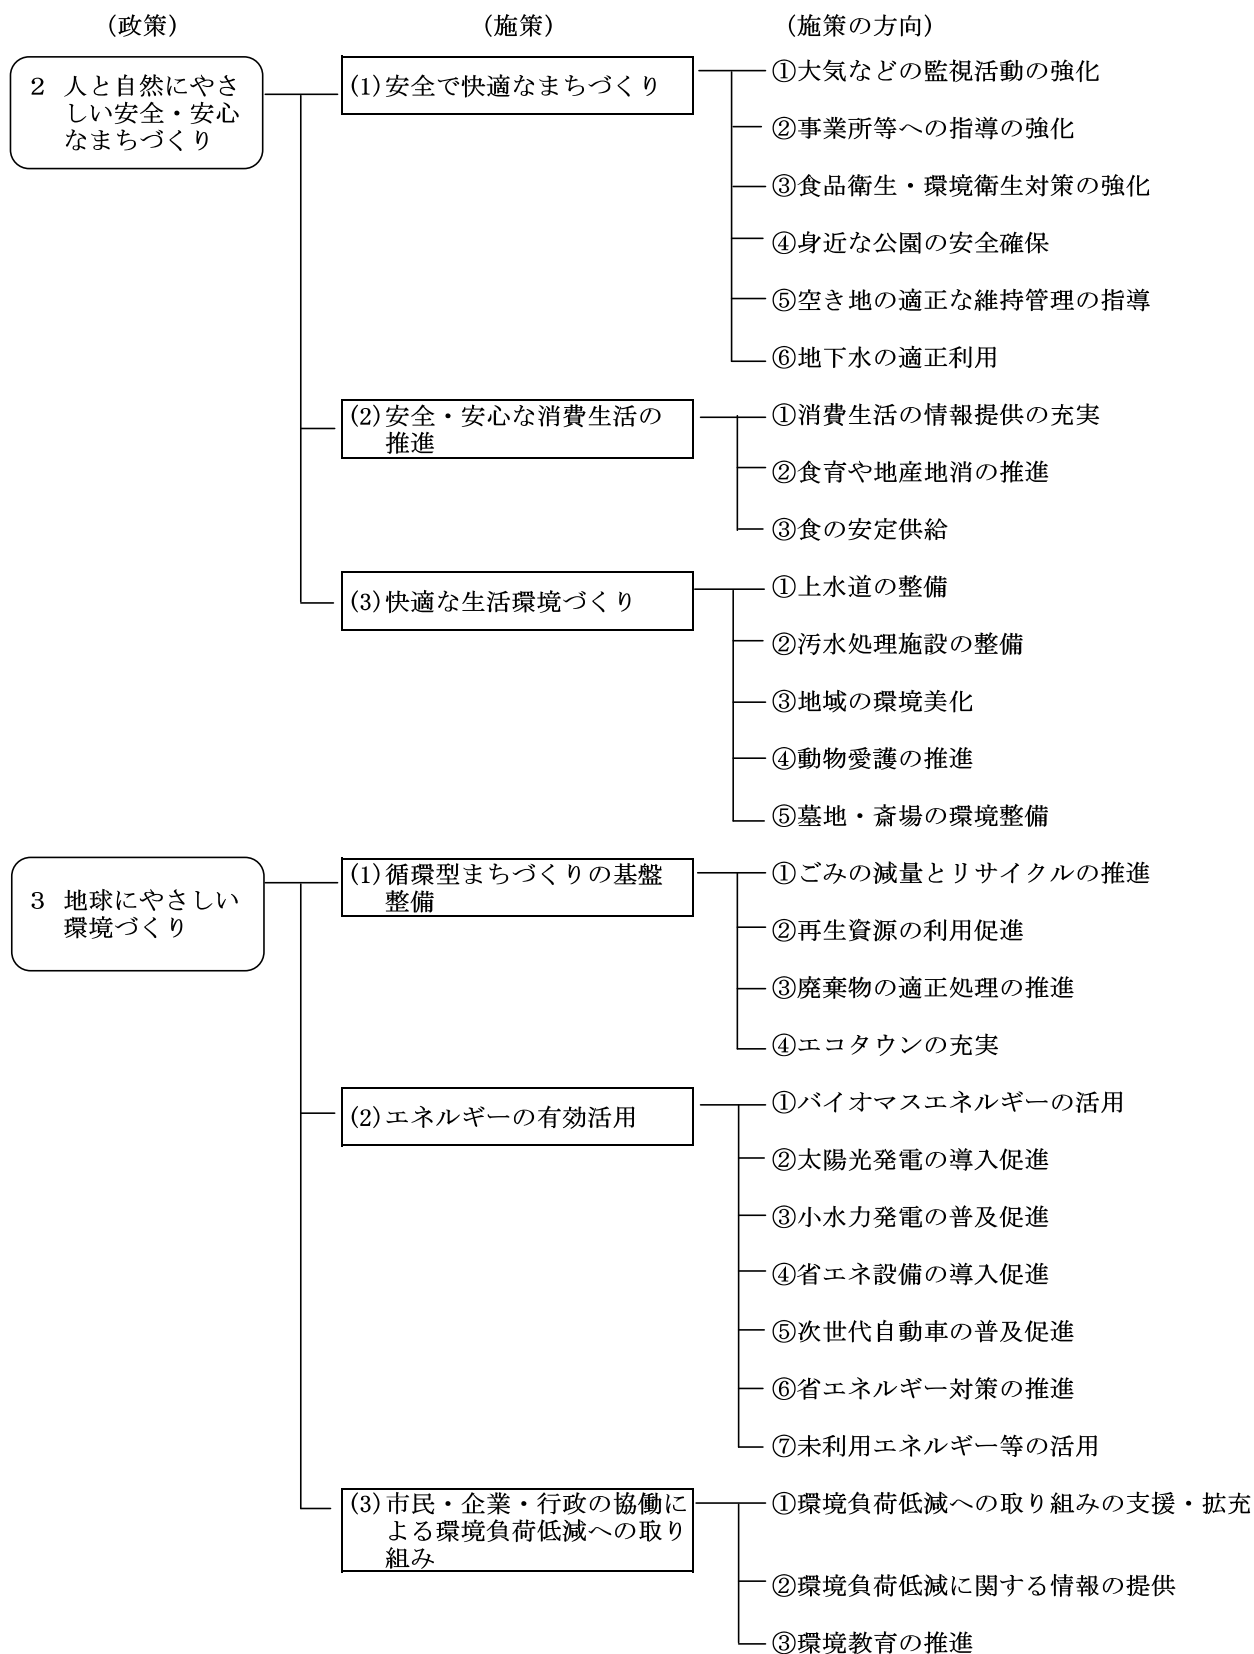 （政策）
（施策）
（施策の方向）
２ 人と自然にやさ
しい安全・安心
なまちづくり
(1)安全で快適なまちづくり
①大気などの監視活動の強化
②事業所等への指導の強化
③食品衛生・環境衛生対策の強化
④身近な公園の安全確保
⑤空き地の適正な維持管理の指導
⑥地下水の適正利用
(2)安全・安心な消費生活の
推進
①消費生活の情報提供の充実
②食育や地産地消の推進
③食の安定供給
(3)快適な生活環境づくり
①上水道の整備
②汚水処理施設の整備
③地域の環境美化
④動物愛護の推進
⑤墓地・斎場の環境整備
３ 地球にやさしい
環境づくり
(1)循環型まちづくりの基盤
整備
①ごみの減量とリサイクルの推進
②再生資源の利用促進
③廃棄物の適正処理の推進
④エコタウンの充実
(2)エネルギーの有効活用
①バイオマスエネルギーの活用
②太陽光発電の導入促進
③小水力発電の普及促進
④省エネ設備の導入促進
⑤次世代自動車の普及促進
⑥省エネルギー対策の推進
⑦未利用エネルギー等の活用
(3)市民・企業・行政の協働に
よる環境負荷低減への取り
組み
①環境負荷低減への取り組みの支援・拡充
②環境負荷低減に関する情報の提供
③環境教育の推進